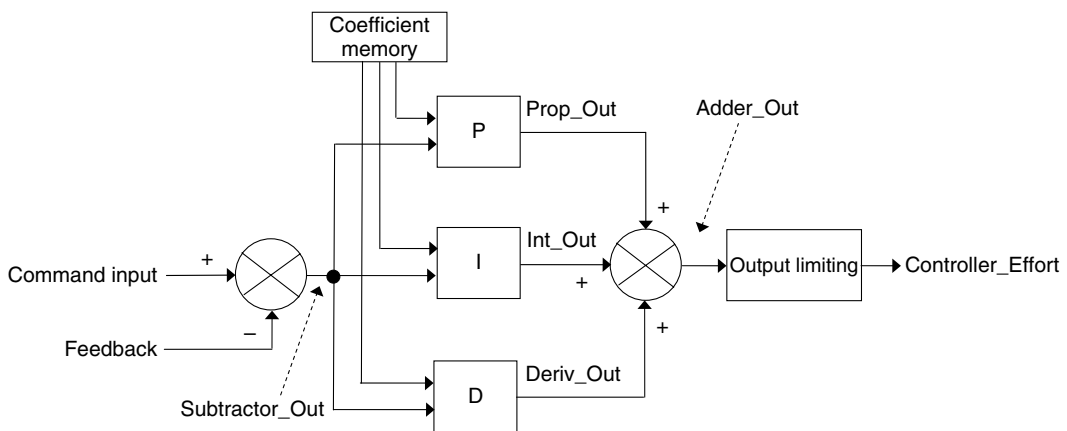 Coefficient
memory
P
Prop_Out
Adder_Out
+
I
Int_Out
+
Command input
+
Output limiting
Controller_Effort
Feedback
–
+
D
Deriv_Out
Subtractor_Out